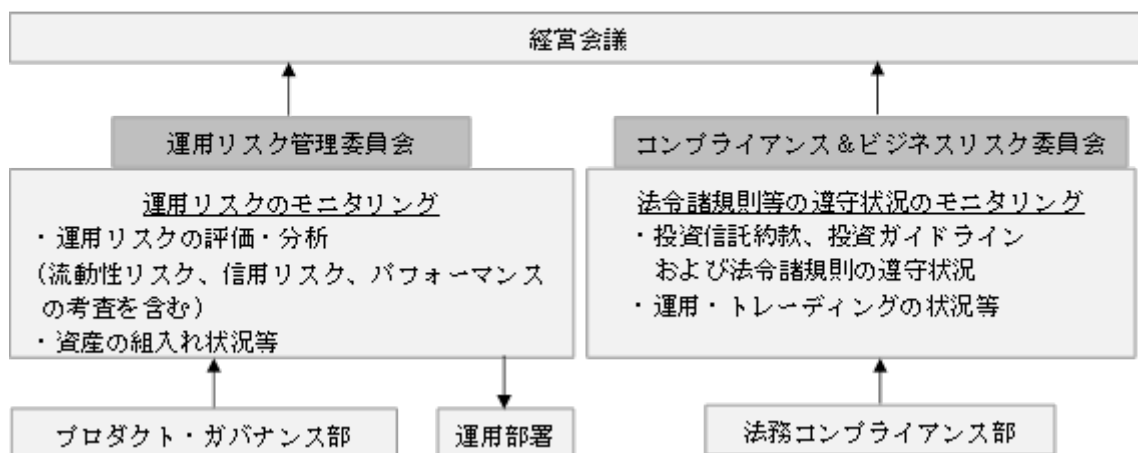 経営会議
運用リスク管理委員会
運用リスクのモニタリング
・運用リスクの評価・分析
(流動性リスク、信用リスク、パフォーマンス
の考査を含む)
・資産の組入れ状況等
コンプライアンス&ビジネスリスク委員会
法令諸規則等の遵守状況のモニタリング
・投資信託約款、投資ガイドライン
および法令諸規則の遵守状況
・運用・トレーディングの状況等
プロダクト・ガバナンス部
運用部署
法務コンプライアンス部